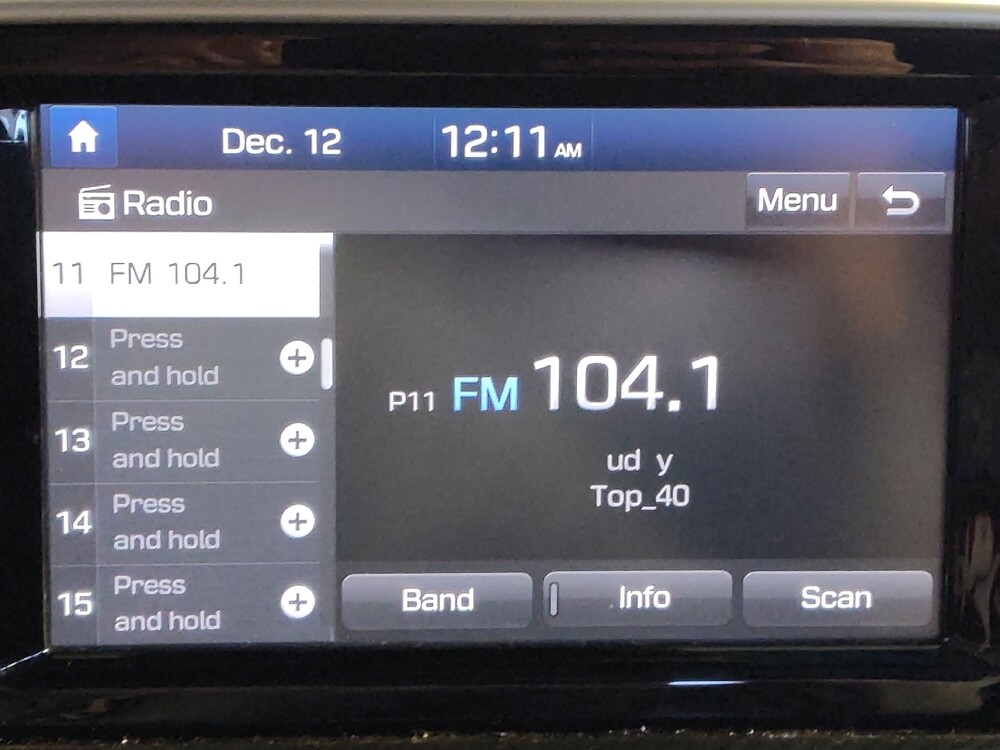 Dec. 12 12:11 AM
Radio Menu
11 FM 104.1
12 Press and hold
13 Press and hold
14 Press and hold
15 Press and hold
P11 FM 104.1
ud y
Top_40
Band Info Scan